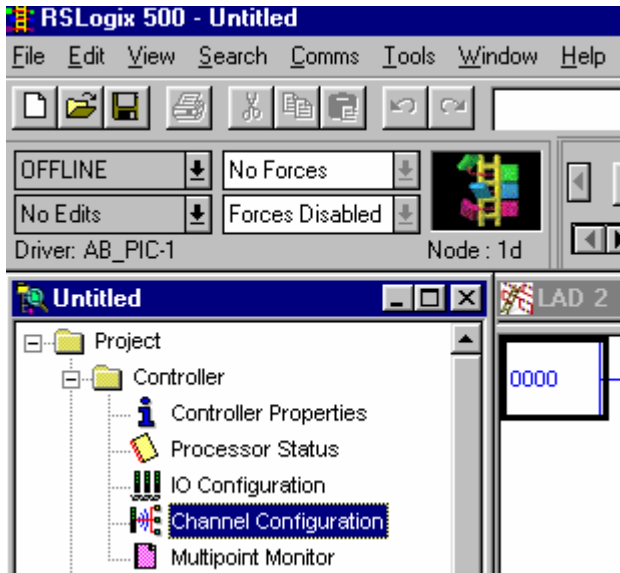 RSLogix 500 - Untitled
File Edit View Search Comms Tools Window Help
OFFLINE No Forces
No Edits Forces Disabled
Driver: AB_PIC-1 Node : 1d
Untitled LAD 2
Project
Controller 0000
Controller Properties
Processor Status
IO Configuration
Channel Configuration
Multipoint Monitor